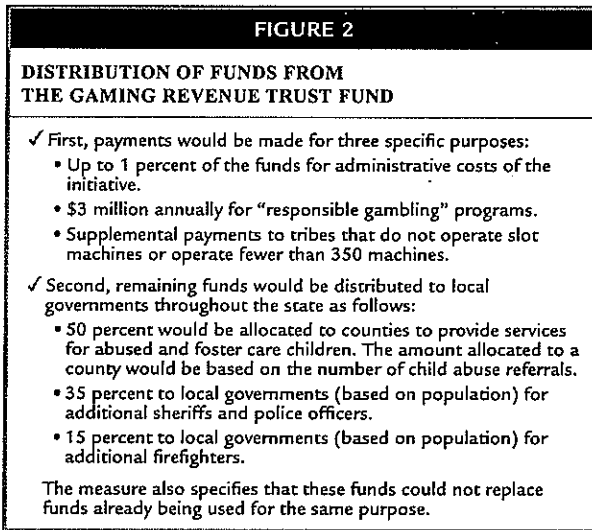 FIGURE 2
DISTRIBUTION OF FUNDS FROM
THE GAMING REVENUE TRUST FUND
✓ First, payments would be made for three specific purposes:
• Up to 1 percent of the funds for administrative costs of the
initiative.
• $3 million annually for “responsible gambling” programs.
• Supplemental payments to tribes that do not operate slot
machines or operate fewer than 350 machines.
✓ Second, remaining funds would be distributed to local
governments throughout the state as follows:
• 50 percent would be allocated to counties to provide services
for abused and foster care children. The amount allocated to a
county would be based on the number of child abuse referrals.
• 35 percent to local governments (based on population) for
additional sheriffs and police officers.
• 15 percent to local governments (based on population) for
additional firefighters.
The measure also specifies that these funds could not replace
funds already being used for the same purpose.